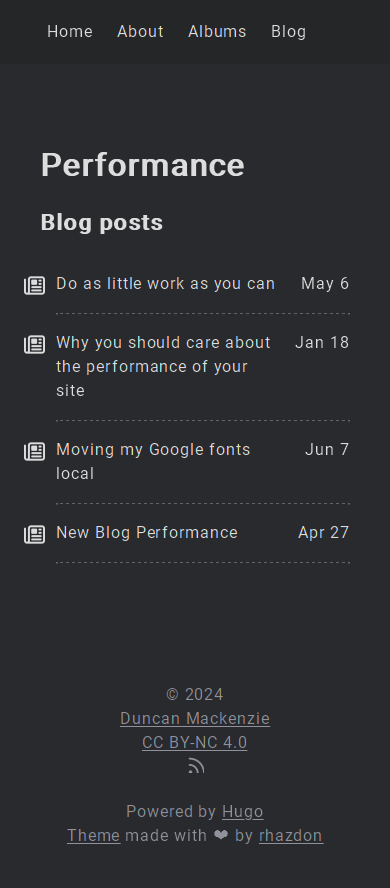 Home About Albums Blog
Performance
Blog posts
Do as little work as you can May 6
Why you should care about Jan 18
the performance of your
site
Moving my Google fonts Jun 7
local
New Blog Performance Apr 27
© 2024
Duncan Mackenzie
CC BY-NC 4.0
Powered by Hugo
Theme made with ❤ by rhazdon